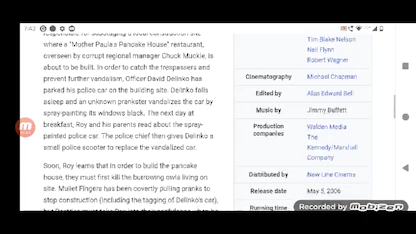 7:43
responsible for sabotaging a local construction site
where a "Mother Paula's Pancake House" restaurant,
overseen by corrupt regional manager Chuck Muckle, is
about to be built. In order to catch the trespassers and
prevent further vandalism, Officer David Delinko has
parked his police car on the building site. Delinko falls
asleep and an unknown prankster vandalizes the car by
spray-painting its windows black. The next day at
breakfast, Roy and his parents read about the spray-
painted police car. The police chief then gives Delinko a
small police scooter to replace the vandalized car.
Soon, Roy learns that in order to build the pancake
house, they must first kill the burrowing owls living on
site. Mullet Fingers has been covertly pulling pranks to
stop construction (including the tagging of Delinko's car),
Tim Blake Nelson
Neil Flynn
Robert Wagner
Cinematography Michael Chapman
Edited by Alan Edward Bell
Music by Jimmy Buffett
Production Walden Media
companies The
Kennedy/Marshall
Company
Distributed by New Line Cinema
Release date May 5, 2006
Running time
Recorded by Mobizen